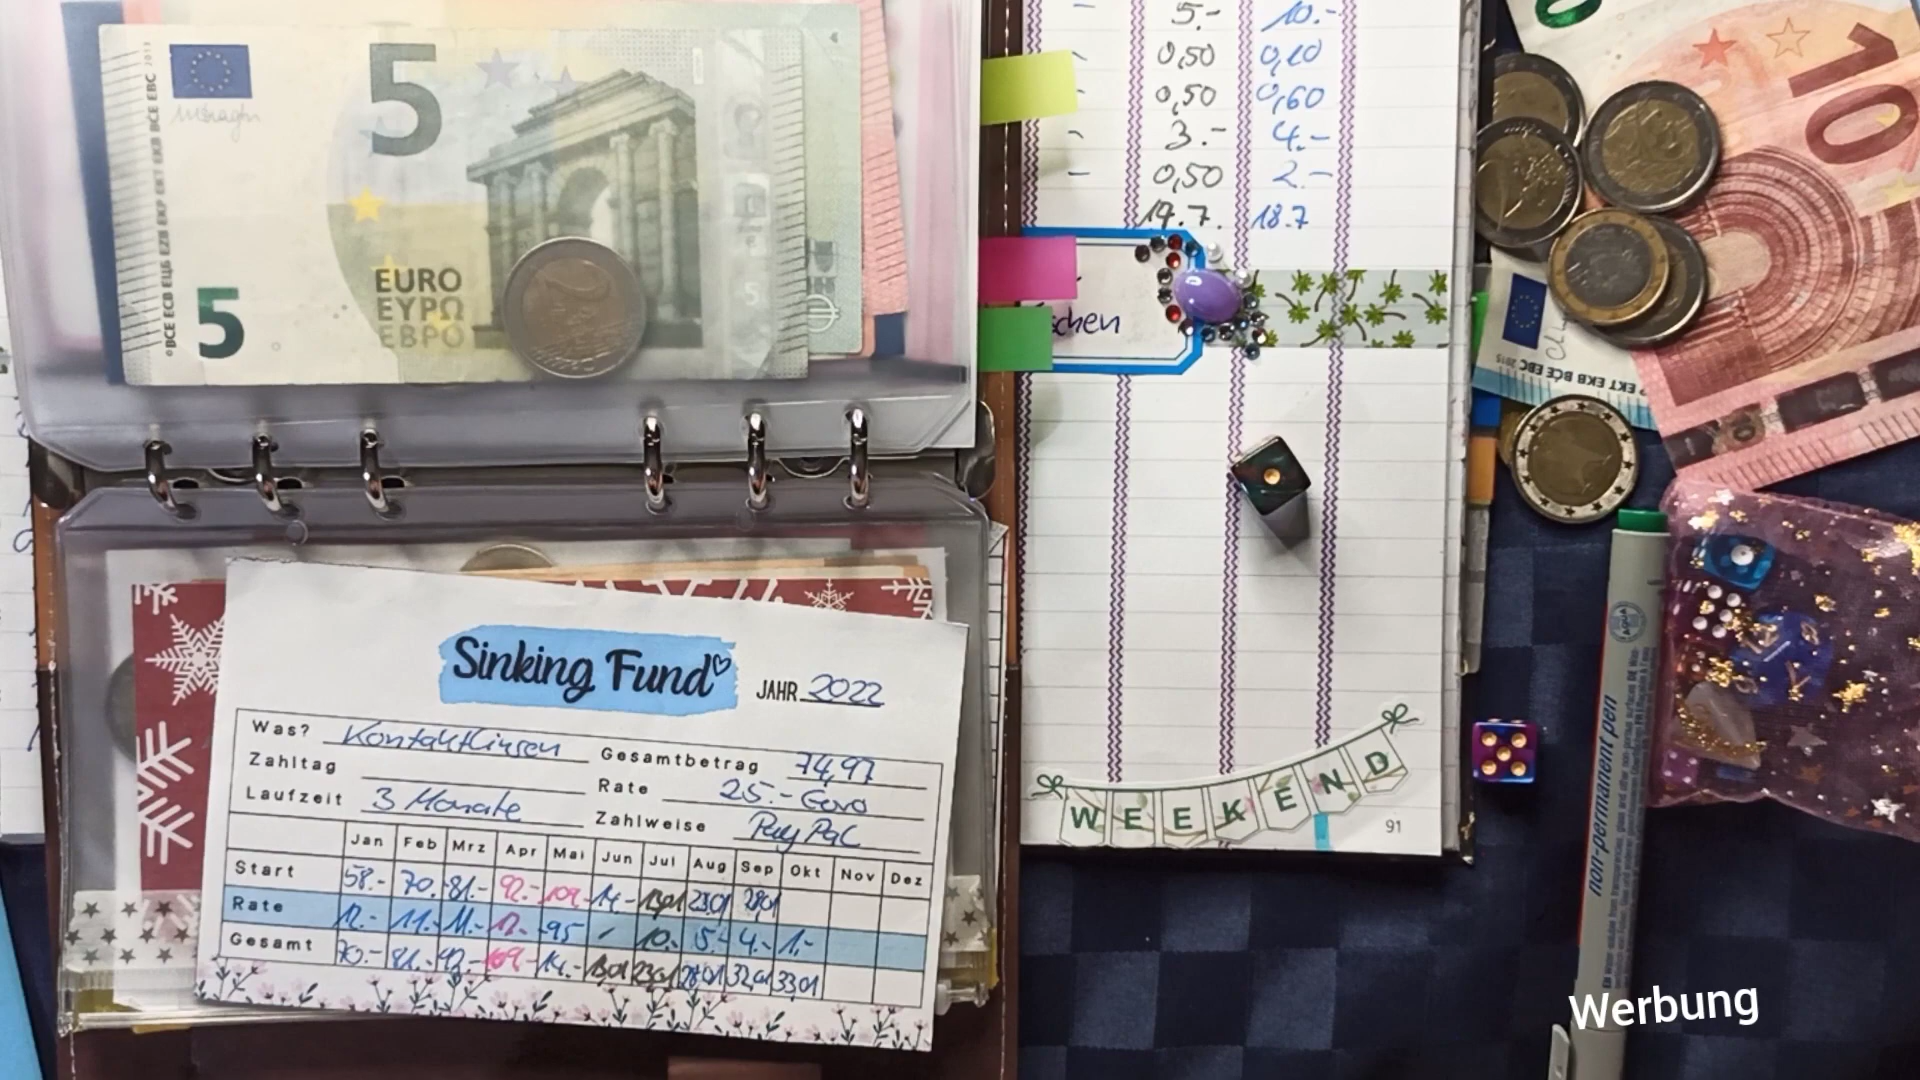 5
EURO
ΕΥΡΩ
ЕВРО
5
Sinking Fund
JAHR 2022
Was? Kontaktlinsen Gesamtbetrag 74,97
Zahltag
Rate 25.- Euro
Laufzeit 3 Monate Zahlweise PayPal
Jan Feb Mrz Apr Mai Jun Jul Aug Sep Okt Nov Dez
Start 58.- 70.- 81.- 92.- 109.- 14.- 23,01 28,01
Rate 12.- 11.- 11.- -95 10.- 5.- 4.- 1.-
Gesamt 70.- 81.- 92.- 109.- 14.- 23,01 28,01 32,01 33,01
- 5.- 10.-
0,50 0,10
0,50 0,60
- 3.- 4.-
- 0,50 2.-
14.7. 18.7
schen
WEEKEND
91
10
non-permanent pen
Werbung